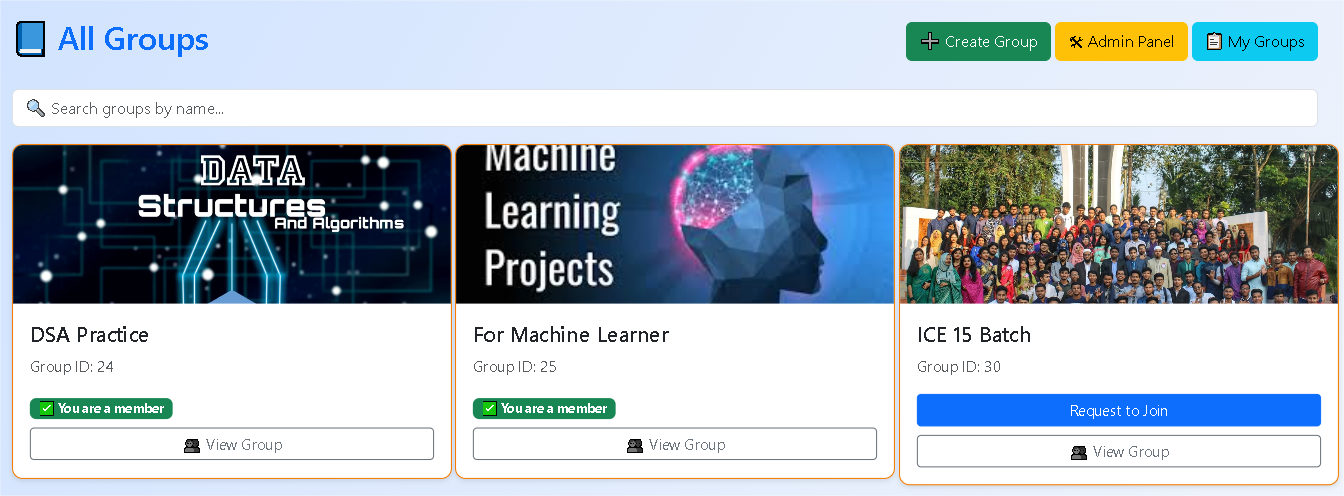 All Groups
Create Group
Admin Panel
My Groups
Search groups by name...
DATA
Structures
And Algorithms
Machine
Learning
Projects
DSA Practice
Group ID: 24
You are a member
View Group
For Machine Learner
Group ID: 25
You are a member
View Group
ICE 15 Batch
Group ID: 30
Request to Join
View Group